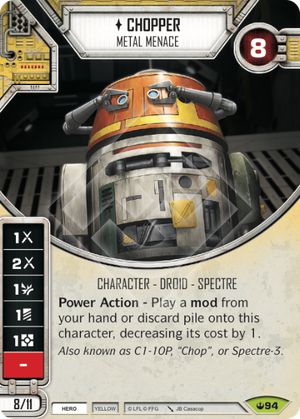 CHOPPER
METAL MENACE
8
1
2
1
1
1
-
8/11
CHARACTER - DROID - SPECTRE
Power Action - Play a mod from
your hand or discard pile onto this
character, decreasing its cost by 1.
Also known as C1-10P, “Chop”, or Spectre-3.
HERO
YELLOW
© LFL © FFG
JB Casacop
94